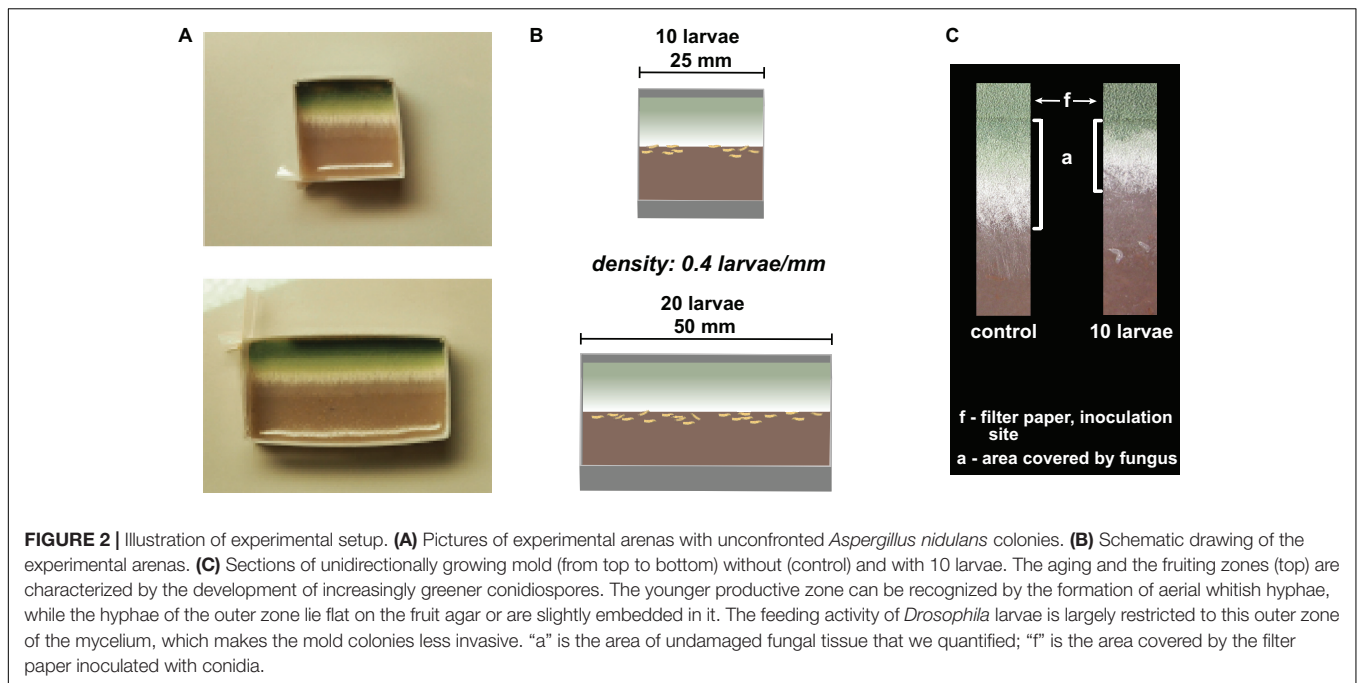 A
B
C
10 larvae
25 mm
density: 0.4 larvae/mm
20 larvae
50 mm
f
a
control
10 larvae
f - filter paper, inoculation
site
a - area covered by fungus
FIGURE 2 | Illustration of experimental setup. (A) Pictures of experimental arenas with unconfronted Aspergillus nidulans colonies. (B) Schematic drawing of the
experimental arenas. (C) Sections of unidirectionally growing mold (from top to bottom) without (control) and with 10 larvae. The aging and the fruiting zones (top) are
characterized by the development of increasingly greener conidiospores. The younger productive zone can be recognized by the formation of aerial whitish hyphae,
while the hyphae of the outer zone lie flat on the fruit agar or are slightly embedded in it. The feeding activity of Drosophila larvae is largely restricted to this outer zone
of the mycelium, which makes the mold colonies less invasive. “a” is the area of undamaged fungal tissue that we quantified; “f” is the area covered by the filter
paper inoculated with conidia.